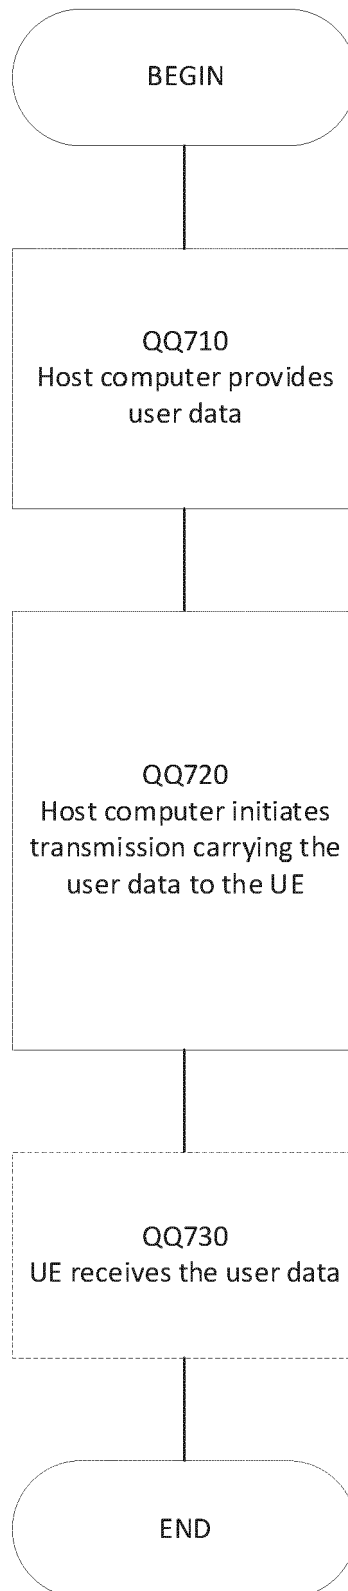 BEGIN
QQ710
Host computer provides
user data
QQ720
Host computer initiates
transmission carrying the
user data to the UE
QQ730
UE receives the user data
END